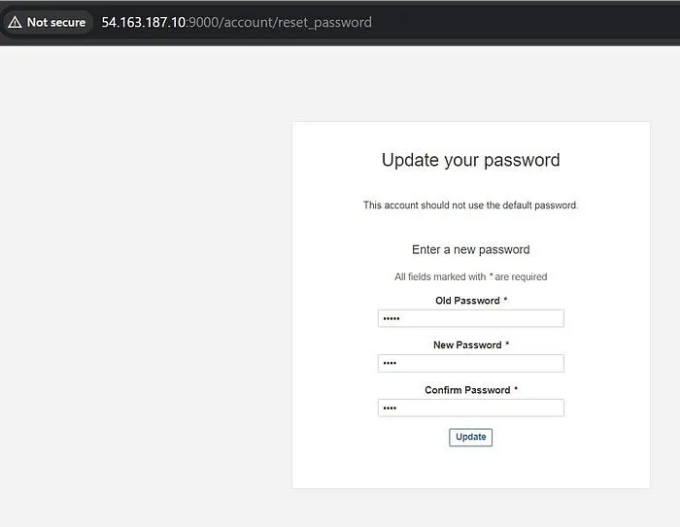 Not secure 54.163.187.10:9000/account/reset_password
Update your password
This account should not use the default password.
Enter a new password
All fields marked with * are required
Old Password *
•••••
New Password *
••••
Confirm Password *
••••
Update